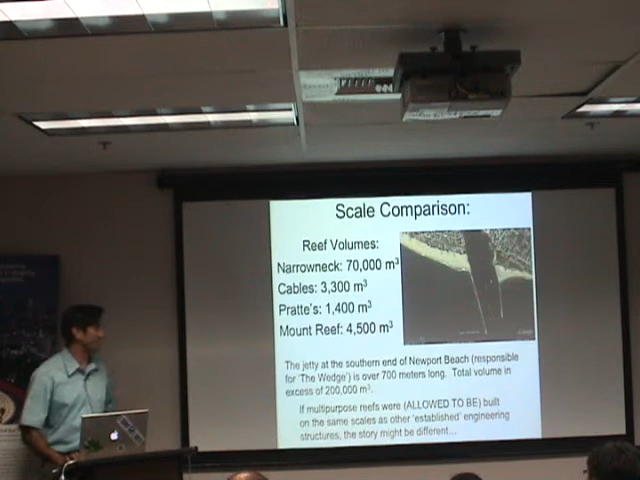 Scale Comparison:
Reef Volumes:
Narrowneck: 70,000 m³
Cables: 3,300 m³
Pratte's: 1,400 m³
Mount Reef: 4,500 m³
The jetty at the southern end of Newport Beach (responsible
for 'The Wedge') is over 700 meters long. Total volume in
excess of 200,000 m³.
If multipurpose reefs were (ALLOWED TO BE) built
on the same scales as other 'established' engineering
structures, the story might be different...